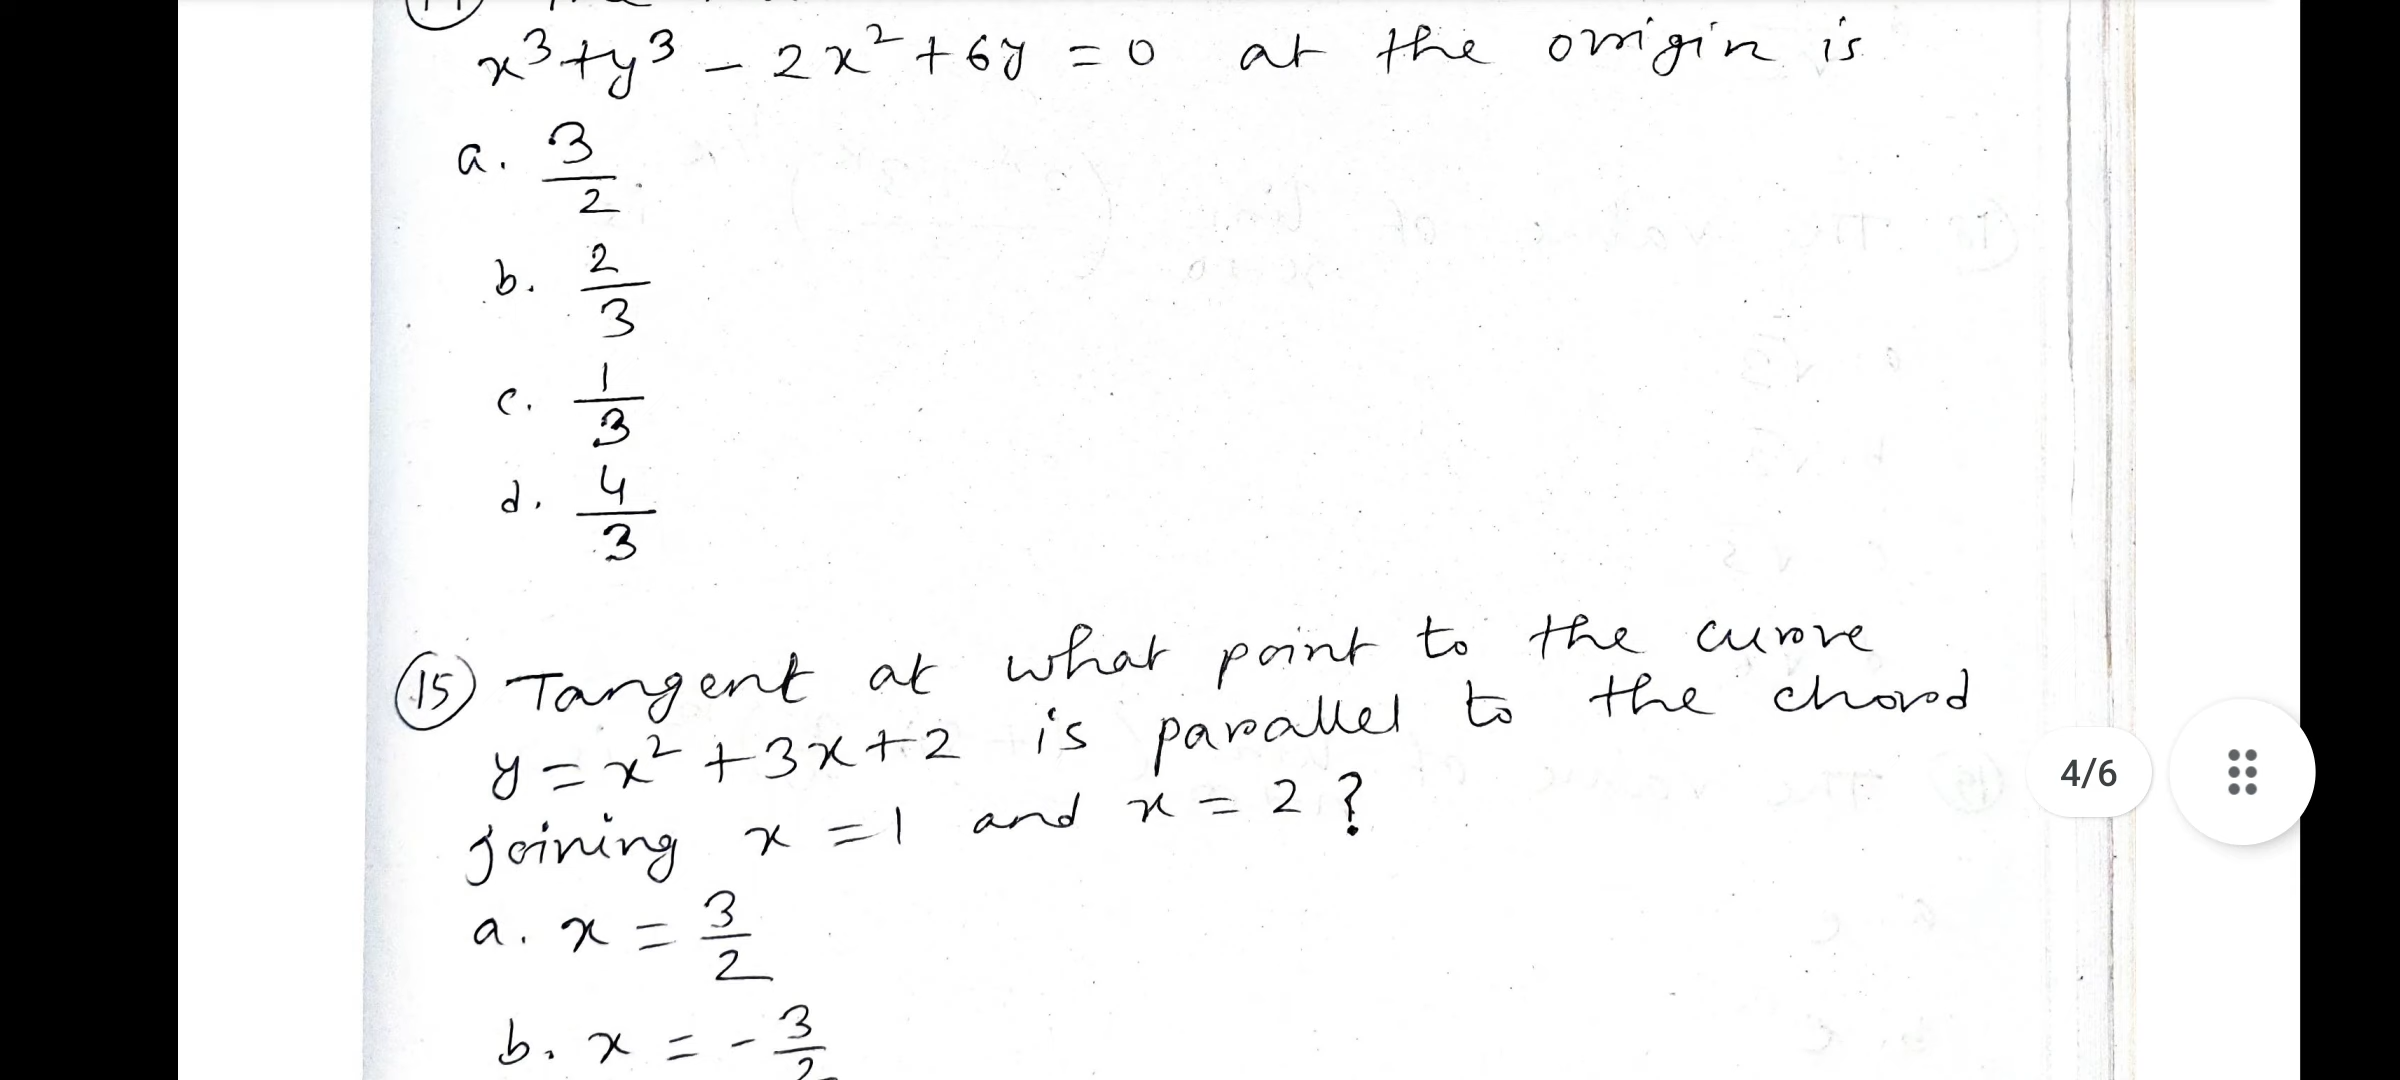 x³+y³ - 2x² + 6y = 0 at the origin is
a. 3/2
b. 2/3
c. 1/3
d. 4/3
(15) Tangent at what point to the curve
y = x² + 3x + 2 is parallel to the chord
joining x = 1 and x = 2 ?
a. x = 3/2
b. x = - 3/2
4/6